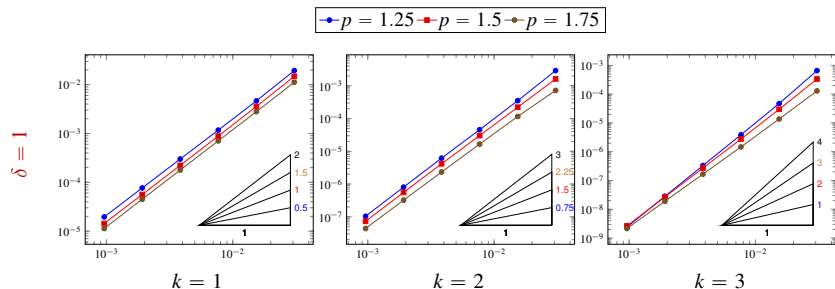 p = 1.25 p = 1.5 p = 1.75
δ = 1
10⁻² 10⁻³ 10⁻⁴ 10⁻⁵
2
1.5
1
0.5
1
10⁻³ 10⁻²
k = 1
10⁻³ 10⁻⁴ 10⁻⁵ 10⁻⁶ 10⁻⁷
3
2.25
1.5
0.75
1
10⁻³ 10⁻²
k = 2
10⁻³ 10⁻⁴ 10⁻⁵ 10⁻⁶ 10⁻⁷ 10⁻⁸ 10⁻⁹
4
3
2
1
1
10⁻³ 10⁻²
k = 3